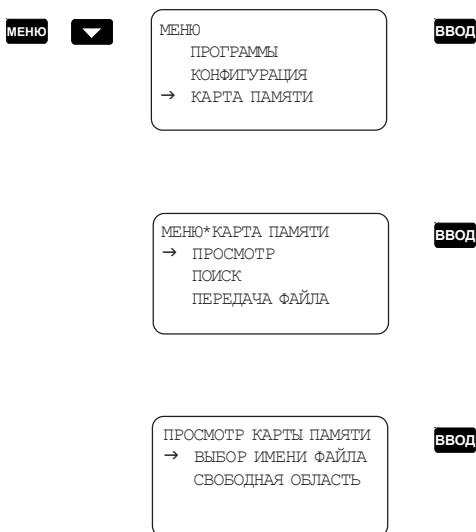 МЕНЮ
МЕНЮ
ПРОГРАММЫ
КОНФИГУРАЦИЯ
→ КАРТА ПАМЯТИ
ВВОД
МЕНЮ*КАРТА ПАМЯТИ
→ ПРОСМОТР
ПОИСК
ПЕРЕДАЧА ФАЙЛА
ВВОД
ПРОСМОТР КАРТЫ ПАМЯТИ
→ ВЫБОР ИМЕНИ ФАЙЛА
СВОБОДНАЯ ОБЛАСТЬ
ВВОД